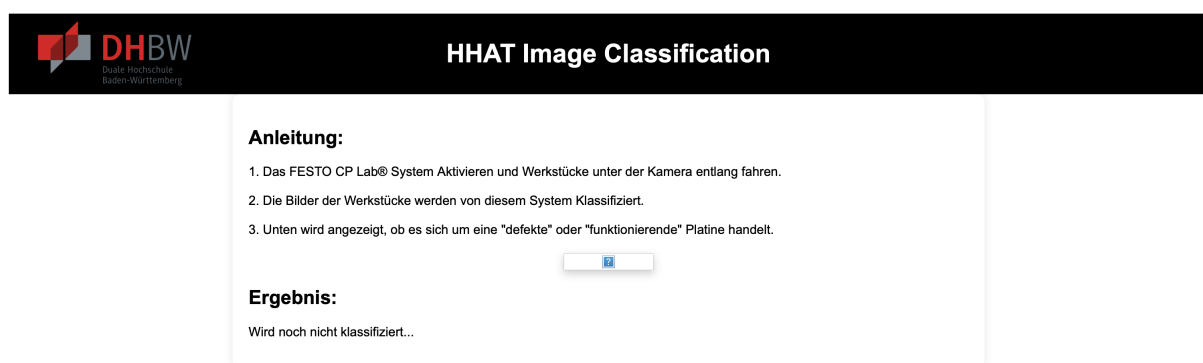 DHBW
Duale Hochschule
Baden-Württemberg
HHAT Image Classification
Anleitung:
1. Das FESTO CP Lab® System Aktivieren und Werkstücke unter der Kamera entlang fahren.
2. Die Bilder der Werkstücke werden von diesem System Klassifiziert.
3. Unten wird angezeigt, ob es sich um eine "defekte" oder "funktionierende" Platine handelt.
?
Ergebnis:
Wird noch nicht klassifiziert...